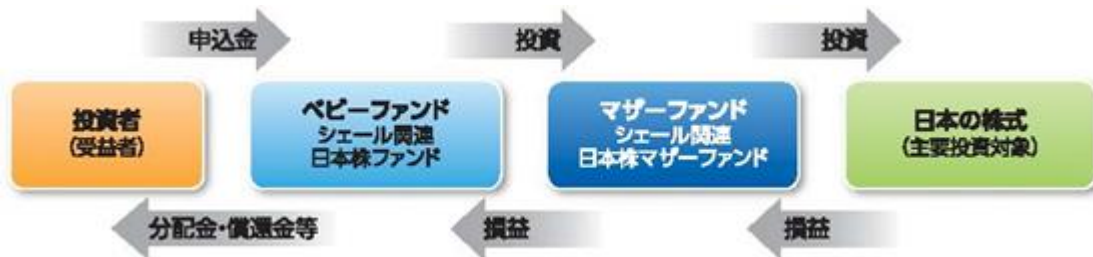 申込金
投資
投資
投資者
(受益者)
ベビーファンド
シェール関連
日本株ファンド
マザーファンド
シェール関連
日本株マザーファンド
日本の株式
(主要投資対象)
分配金・償還金等
損益
損益